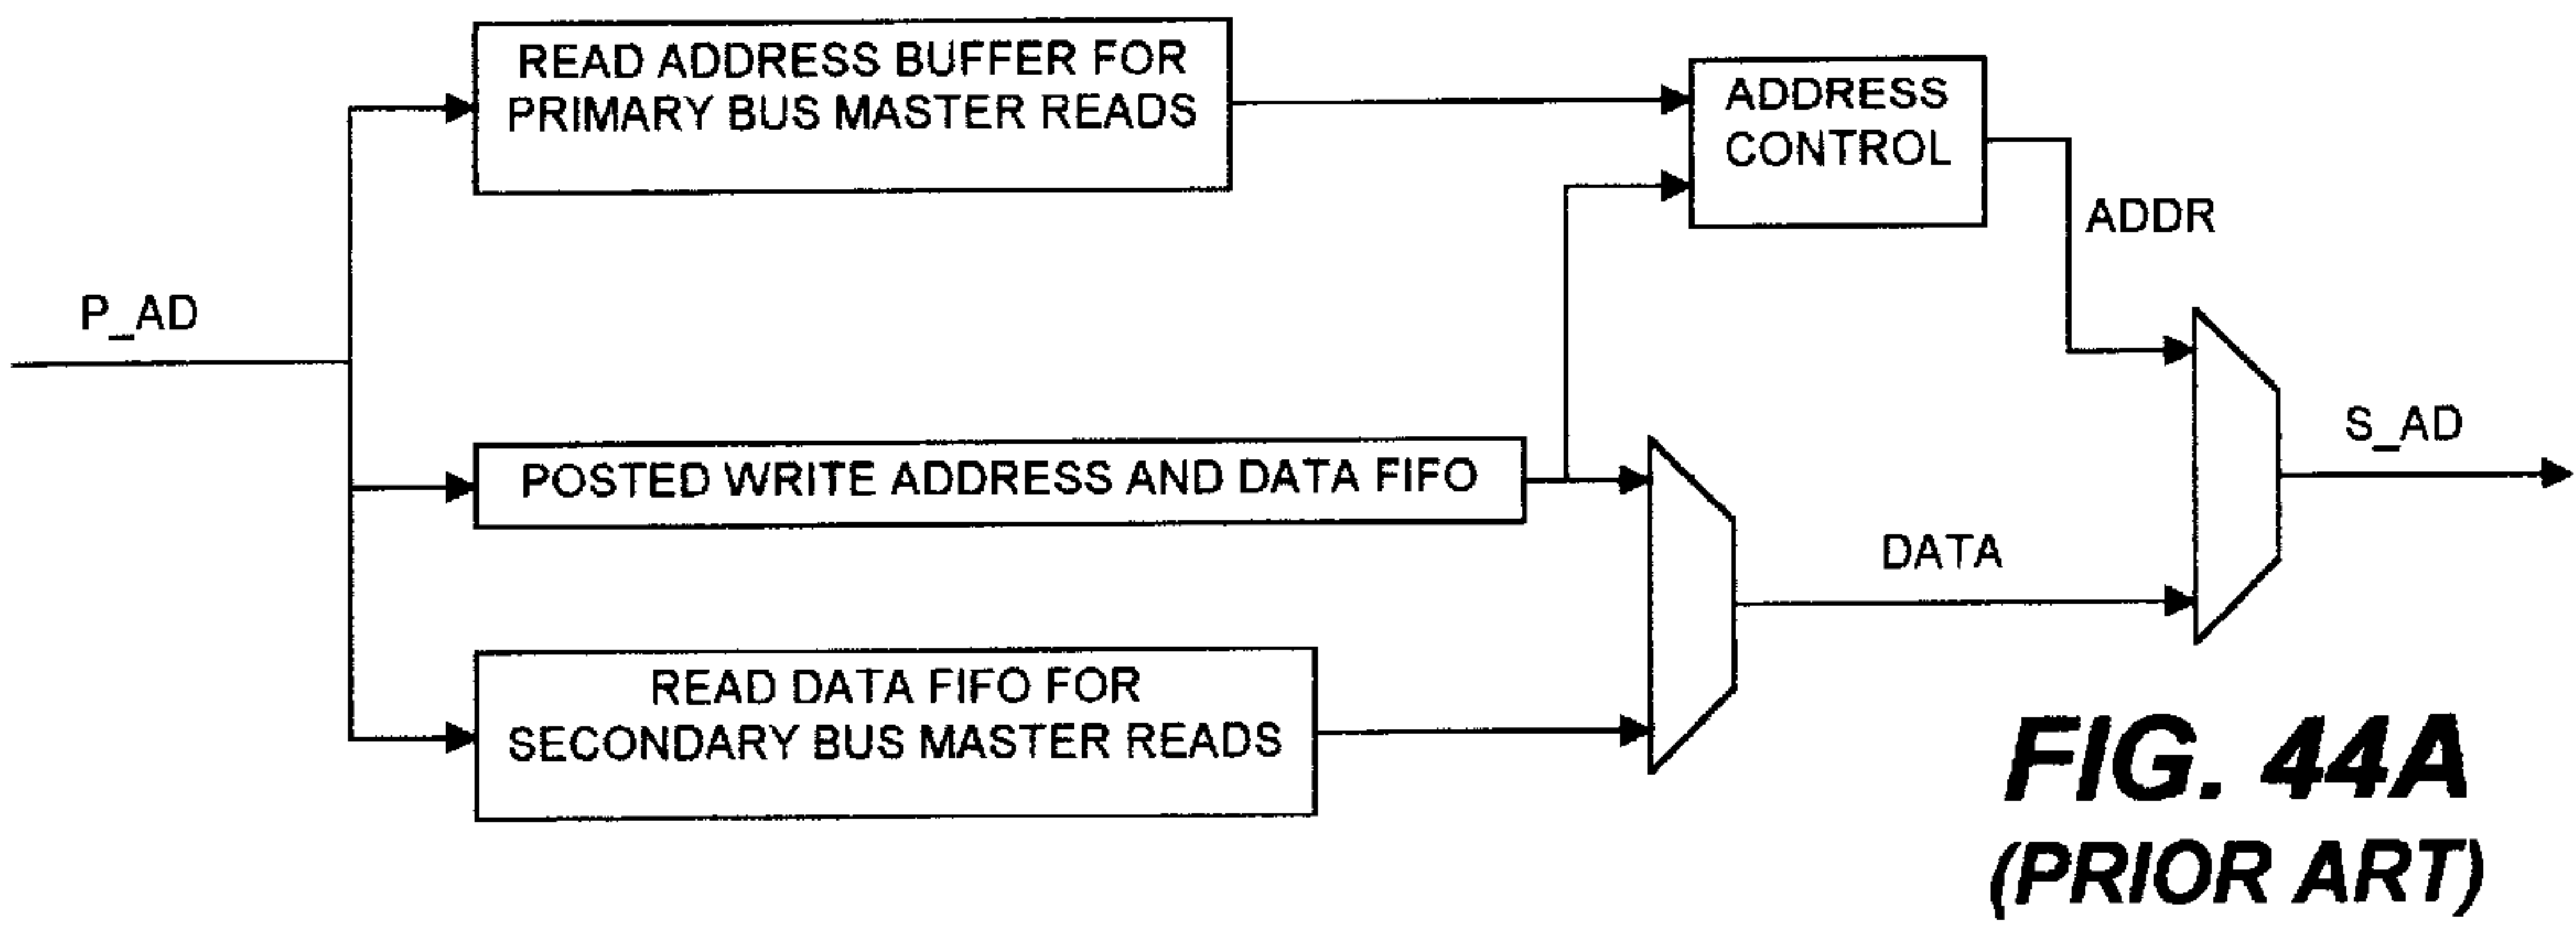 READ ADDRESS BUFFER FOR
PRIMARY BUS MASTER READS
ADDRESS
CONTROL
ADDR
P_AD
S_AD
POSTED WRITE ADDRESS AND DATA FIFO
DATA
READ DATA FIFO FOR
SECONDARY BUS MASTER READS
FIG. 44A
(PRIOR ART)